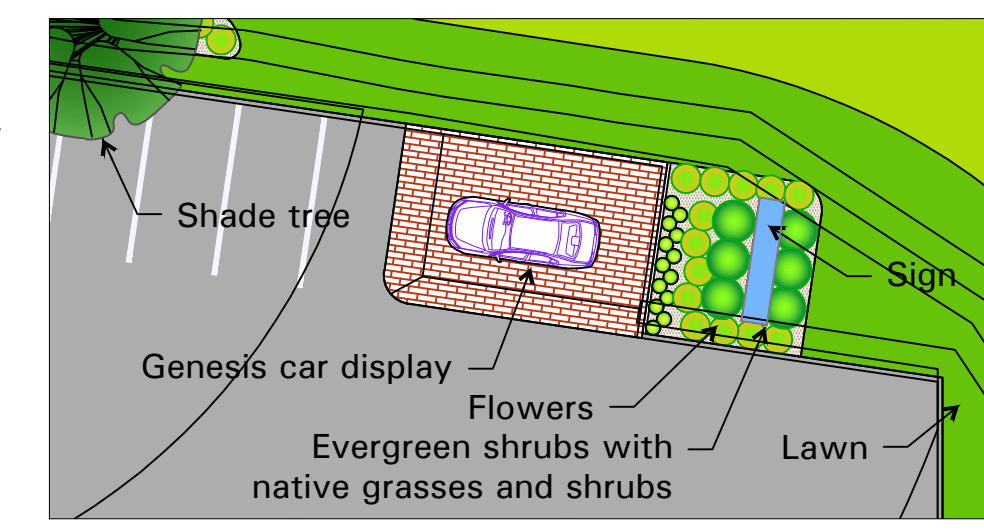 Shade tree
Sign
Genesis car display
Flowers
Evergreen shrubs with
native grasses and shrubs
Lawn